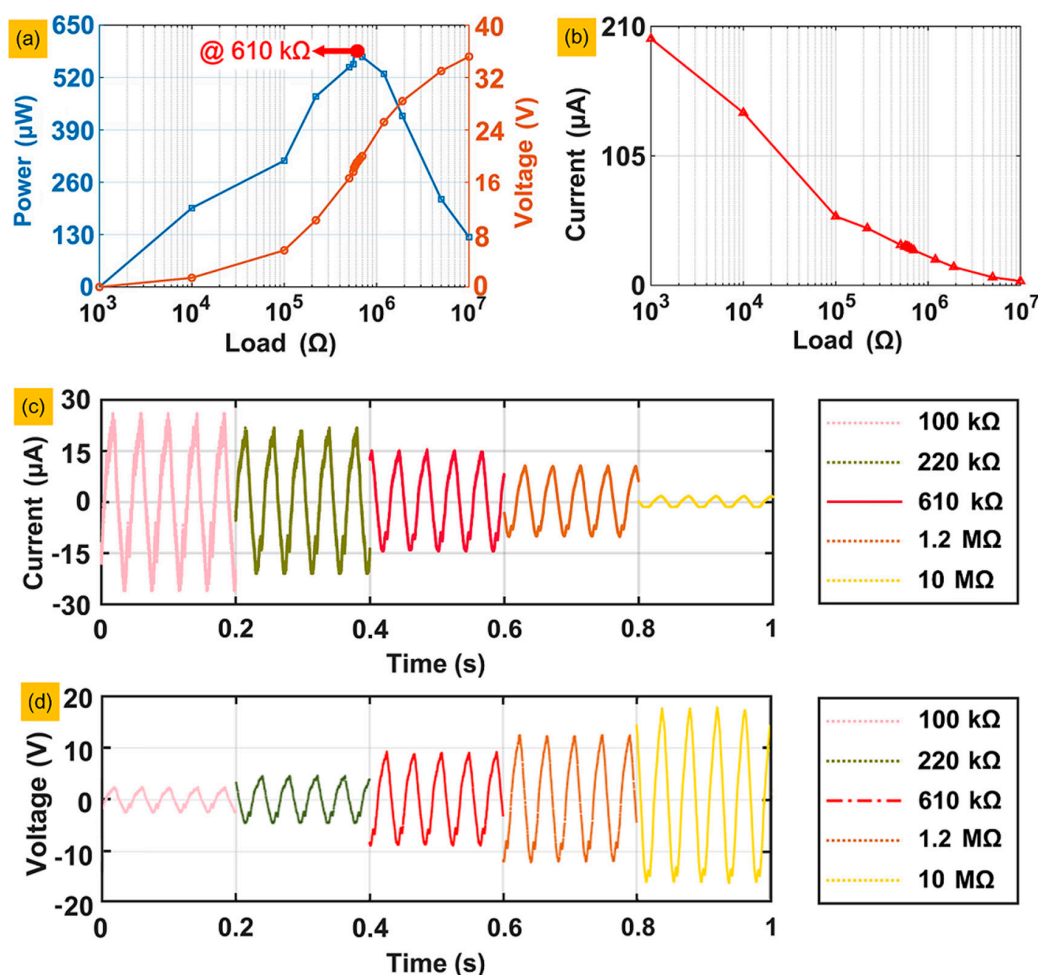 (a)
650
520
390
260
130
0
Power (µW)
@ 610 kΩ
40
32
24
16
8
0
Voltage (V)
10³ 10⁴ 10⁵ 10⁶ 10⁷
Load (Ω)
(b)
210
105
0
Current (µA)
10³ 10⁴ 10⁵ 10⁶ 10⁷
Load (Ω)
(c)
30
15
0
-15
-30
Current (µA)
0 0.2 0.4 0.6 0.8 1
Time (s)
100 kΩ
220 kΩ
610 kΩ
1.2 MΩ
10 MΩ
(d)
20
10
0
-10
-20
Voltage (V)
0 0.2 0.4 0.6 0.8 1
Time (s)
100 kΩ
220 kΩ
610 kΩ
1.2 MΩ
10 MΩ